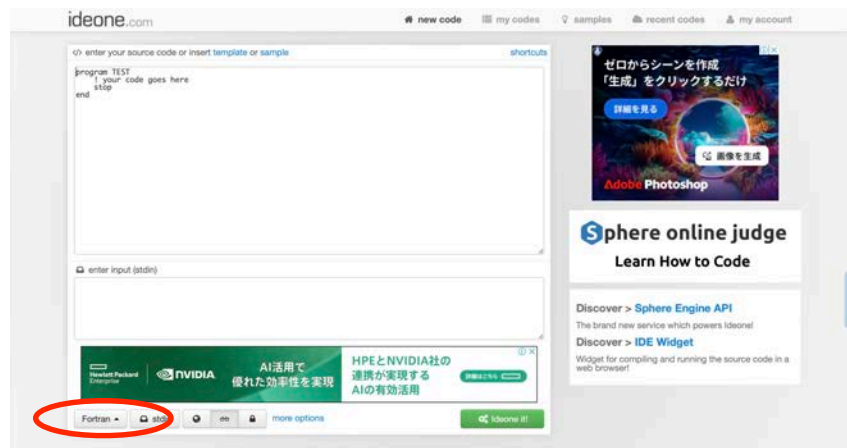 ideone.com
new code
my codes
samples
recent codes
my account
</> enter your source code or insert template or sample
shortcuts
program TEST
! your code goes here
stop
end
ゼロからシーンを作成
「生成」をクリックするだけ
詳細を見る
画像を生成
Adobe Photoshop
Sphere online judge
Learn How to Code
enter input (stdin)
Discover > Sphere Engine API
The brand new service which powers Ideone!
Discover > IDE Widget
Widget for compiling and running the source code in a
web browser!
Hewlett Packard
Enterprise
NVIDIA
AI活用で
優れた効率性を実現
HPEとNVIDIA社の
連携が実現する
AIの有効活用
詳細はこちら
Fortran
stdin
more options
Ideone it!